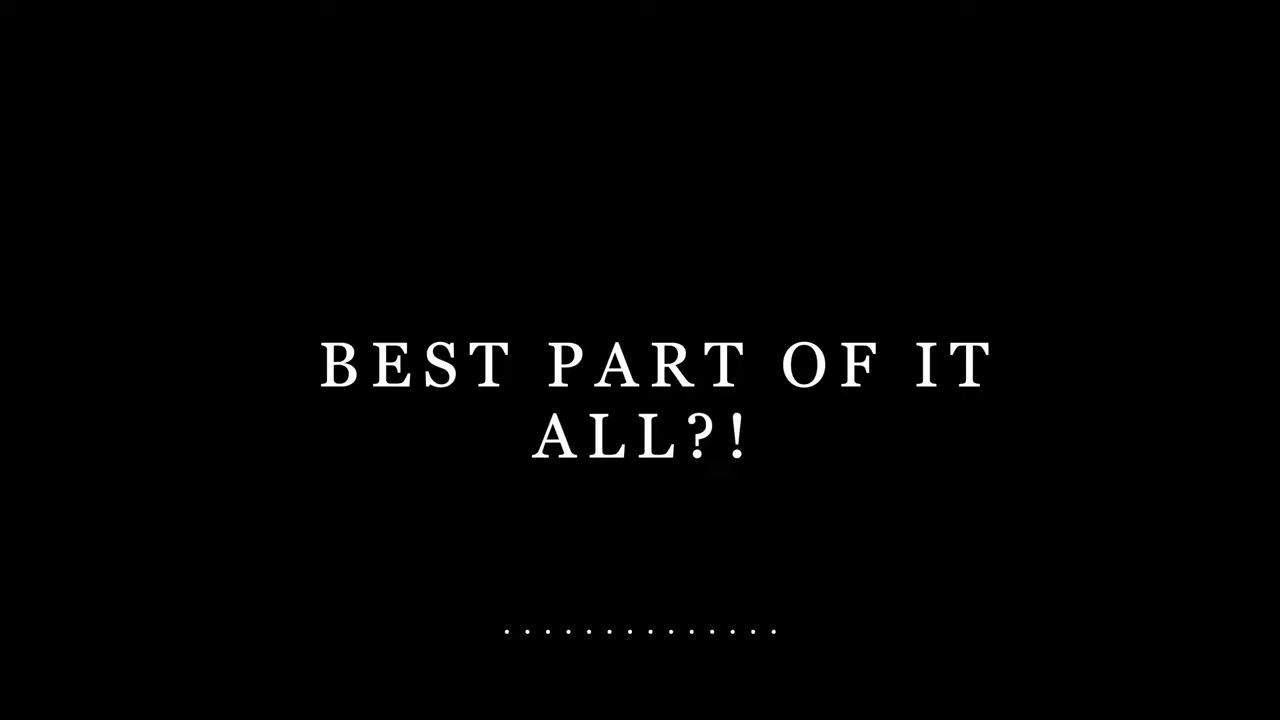 BEST PART OF IT
ALL?!
. . . . . . . . . . . . . .